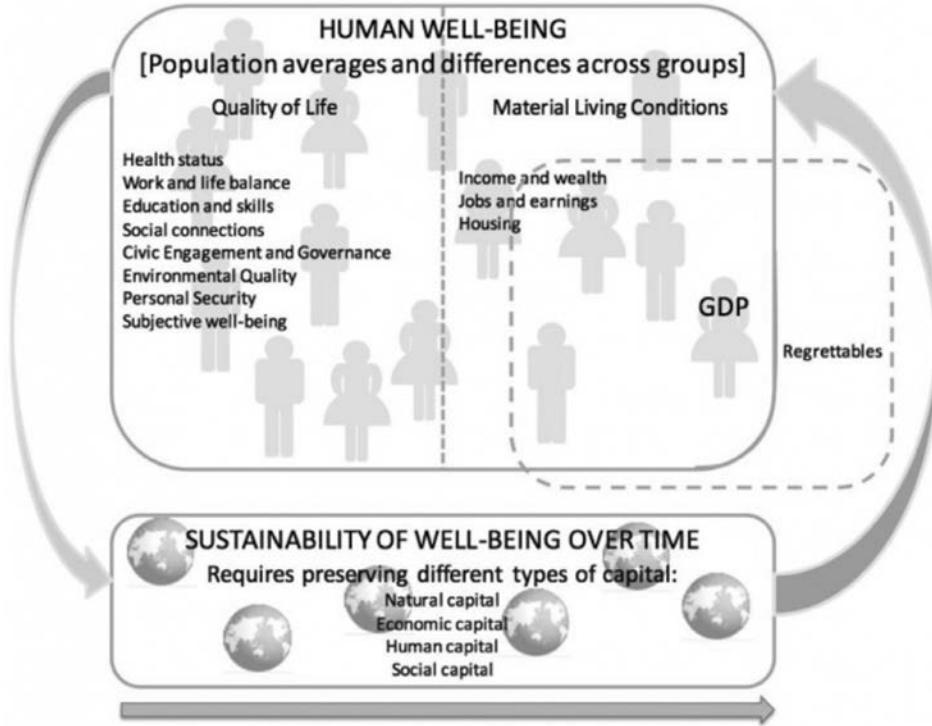 HUMAN WELL-BEING
[Population averages and differences across groups]
Quality of Life
Material Living Conditions
Health status
Work and life balance
Education and skills
Social connections
Civic Engagement and Governance
Environmental Quality
Personal Security
Subjective well-being
Income and wealth
Jobs and earnings
Housing
GDP
Regrettables
SUSTAINABILITY OF WELL-BEING OVER TIME
Requires preserving different types of capital:
Natural capital
Economic capital
Human capital
Social capital